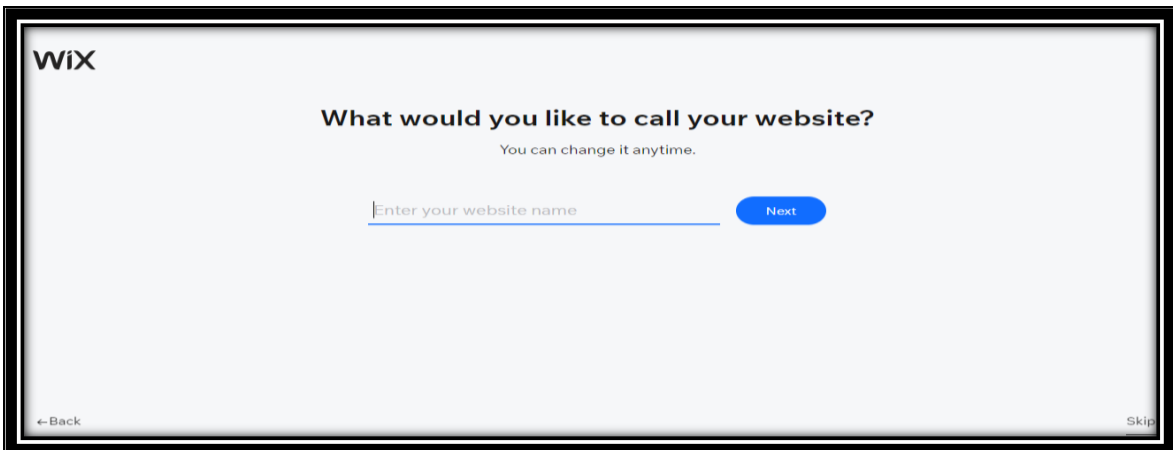 WiX
What would you like to call your website?
You can change it anytime.
Enter your website name
Next
←Back
Skip